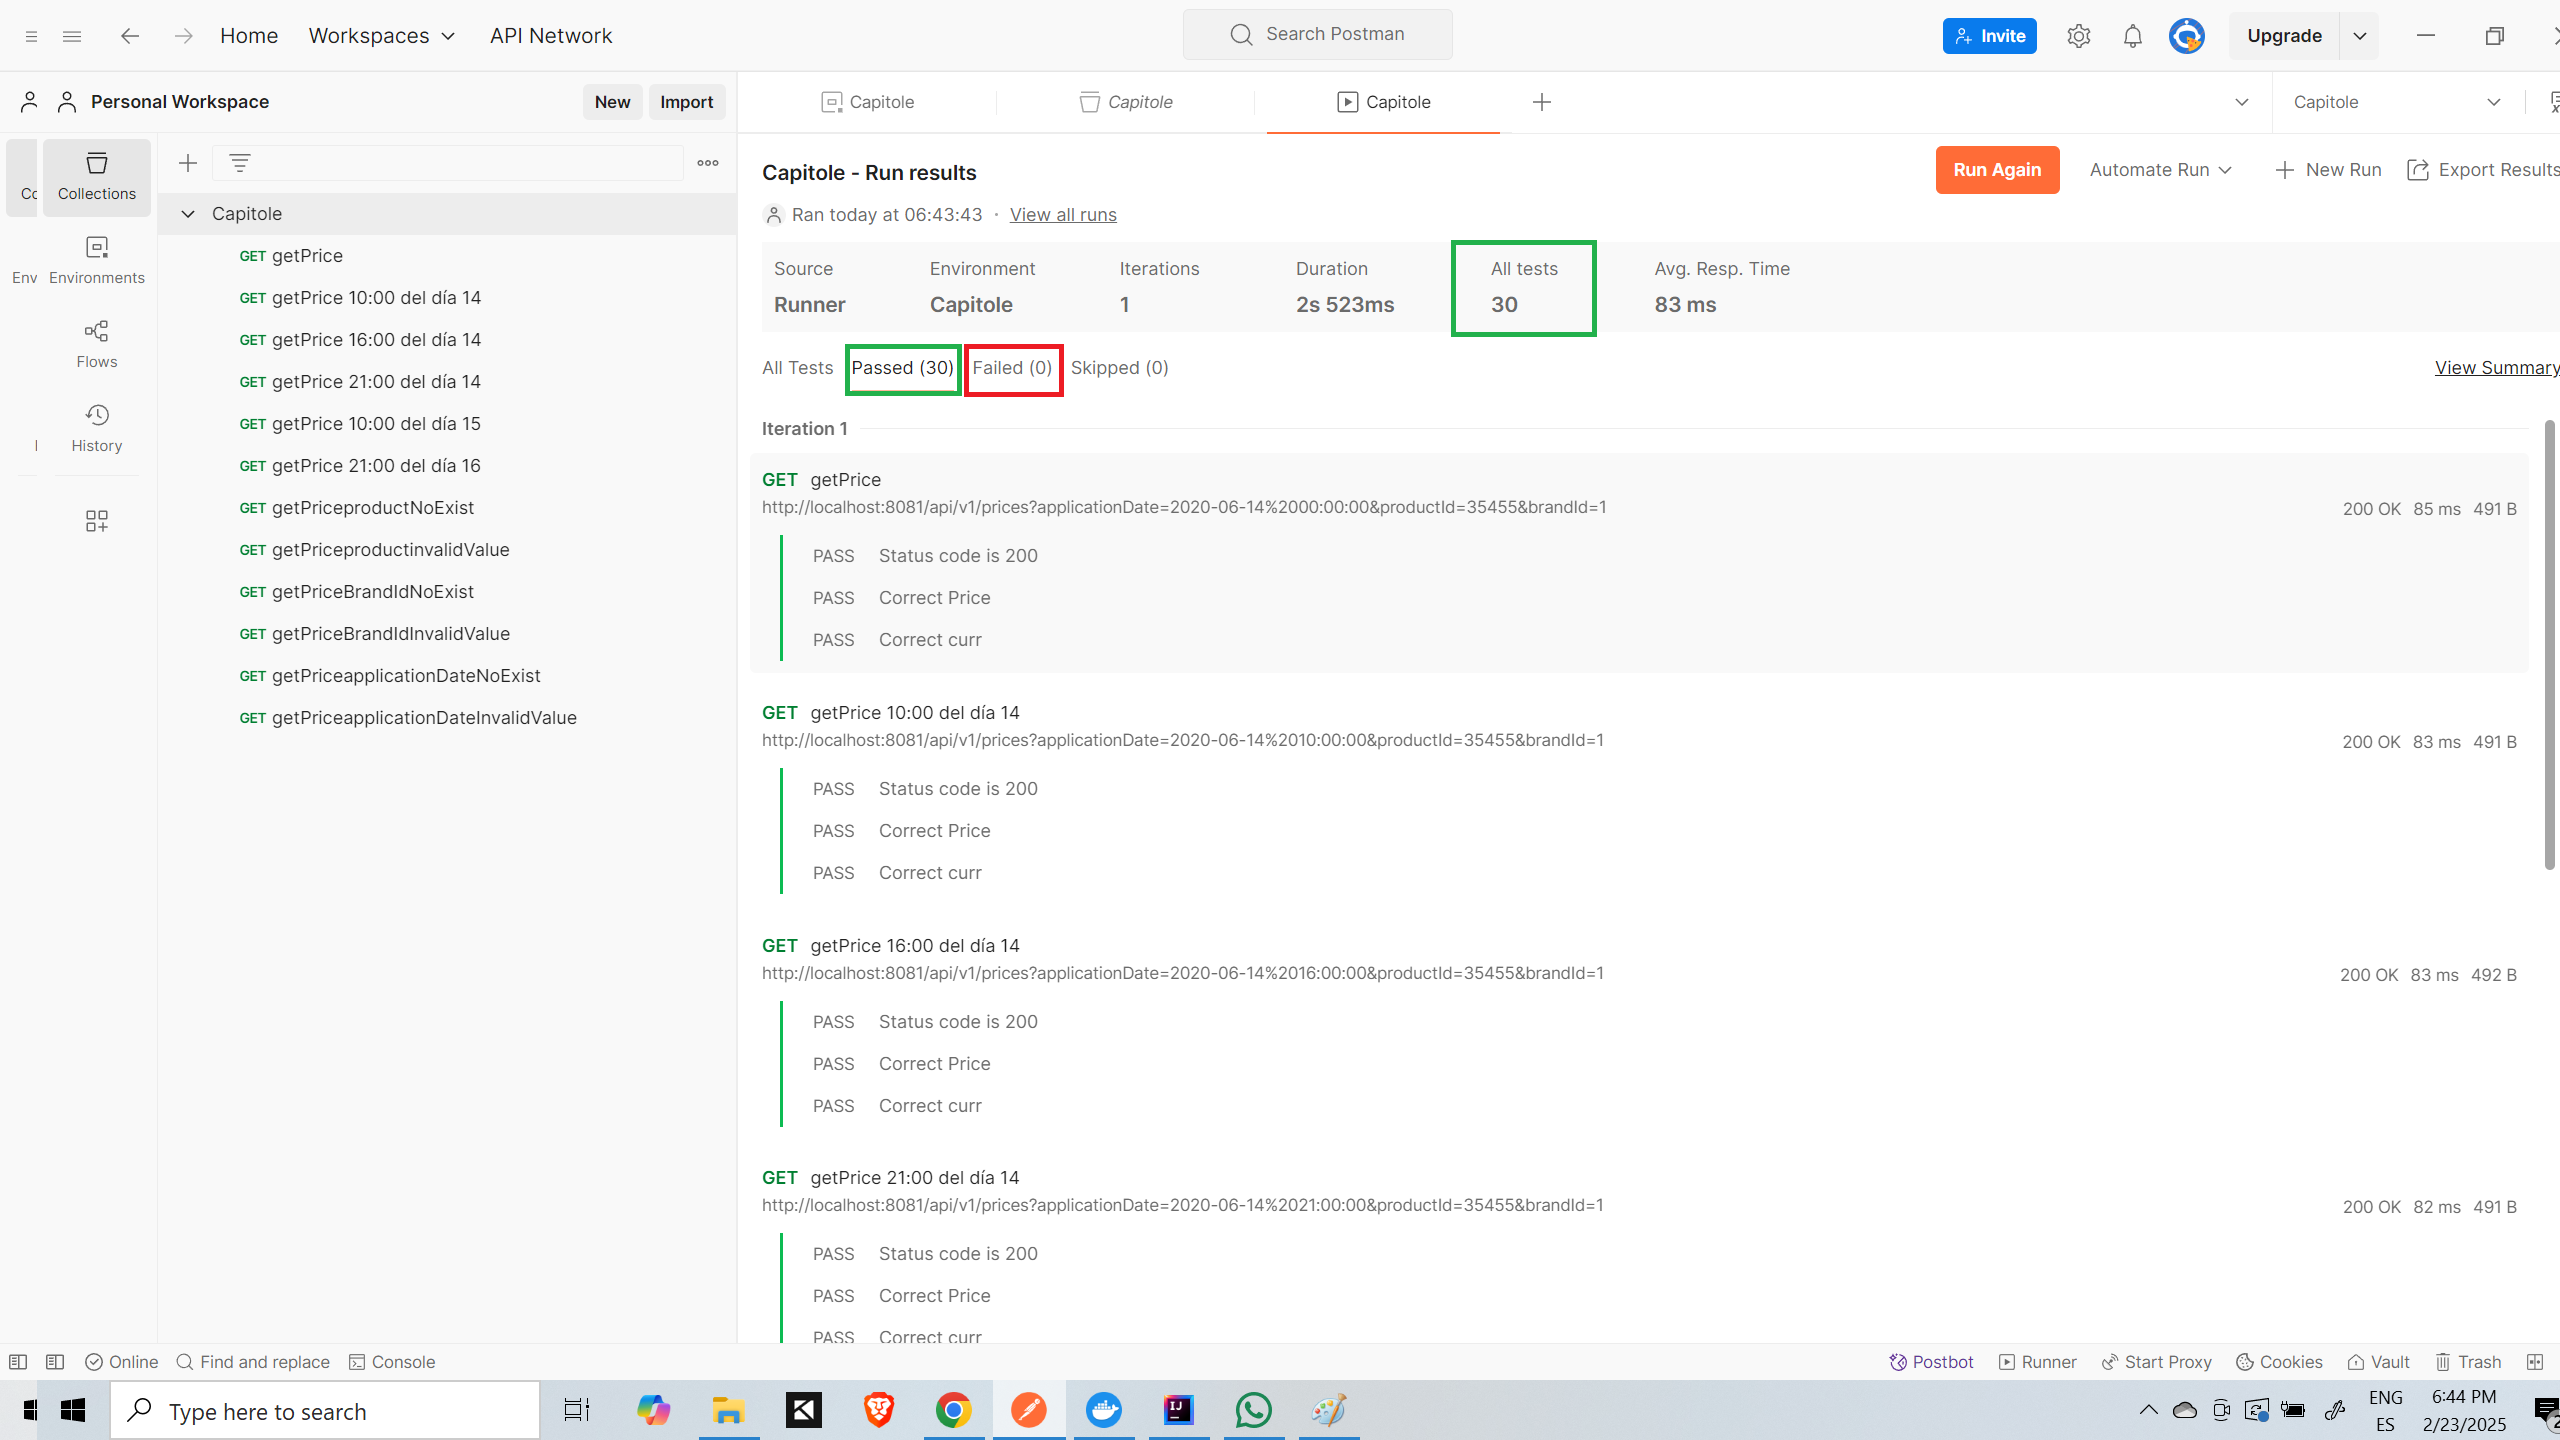 Home Workspaces API Network Search Postman Invite Upgrade
Personal Workspace New Import
Capitole Capitole Capitole Capitole
Collections
Environments
Flows
History
Capitole
GET getPrice
GET getPrice 10:00 del día 14
GET getPrice 16:00 del día 14
GET getPrice 21:00 del día 14
GET getPrice 10:00 del día 15
GET getPrice 21:00 del día 16
GET getPriceproductNoExist
GET getPriceproductinvalidValue
GET getPriceBrandIdNoExist
GET getPriceBrandIdInvalidValue
GET getPriceapplicationDateNoExist
GET getPriceapplicationDateInvalidValue
Capitole - Run results
Run Again Automate Run New Run Export Results
Ran today at 06:43:43 · View all runs
Source Environment Iterations Duration All tests Avg. Resp. Time
Runner Capitole 1 2s 523ms 30 83 ms
All Tests Passed (30) Failed (0) Skipped (0) View Summary
Iteration 1
GET getPrice
http://localhost:8081/api/v1/prices?applicationDate=2020-06-14%2000:00:00&productId=35455&brandId=1 200 OK 85 ms 491 B
PASS Status code is 200
PASS Correct Price
PASS Correct curr
GET getPrice 10:00 del día 14
http://localhost:8081/api/v1/prices?applicationDate=2020-06-14%2010:00:00&productId=35455&brandId=1 200 OK 83 ms 491 B
PASS Status code is 200
PASS Correct Price
PASS Correct curr
GET getPrice 16:00 del día 14
http://localhost:8081/api/v1/prices?applicationDate=2020-06-14%2016:00:00&productId=35455&brandId=1 200 OK 83 ms 492 B
PASS Status code is 200
PASS Correct Price
PASS Correct curr
GET getPrice 21:00 del día 14
http://localhost:8081/api/v1/prices?applicationDate=2020-06-14%2021:00:00&productId=35455&brandId=1 200 OK 82 ms 491 B
PASS Status code is 200
PASS Correct Price
PASS Correct curr
Online Find and replace Console Postbot Runner Start Proxy Cookies Vault Trash
Type here to search
ENG 6:44 PM
ES 2/23/2025